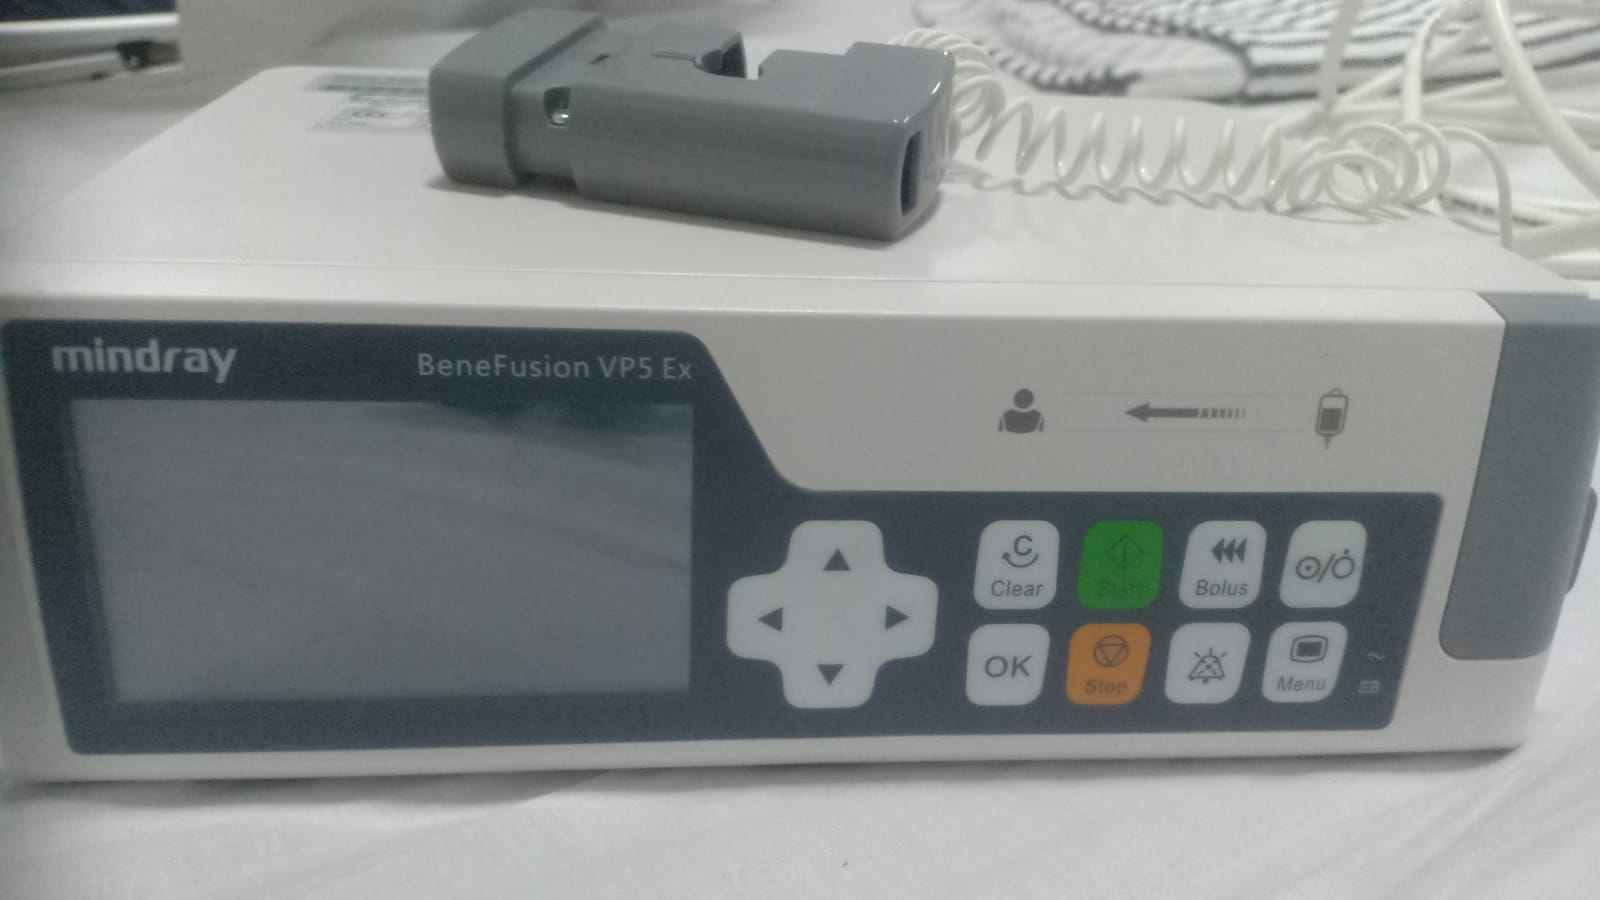 mindray
BeneFusion VP5 Ex
C
Clear
Start
Bolus
OK
Stop
Menu